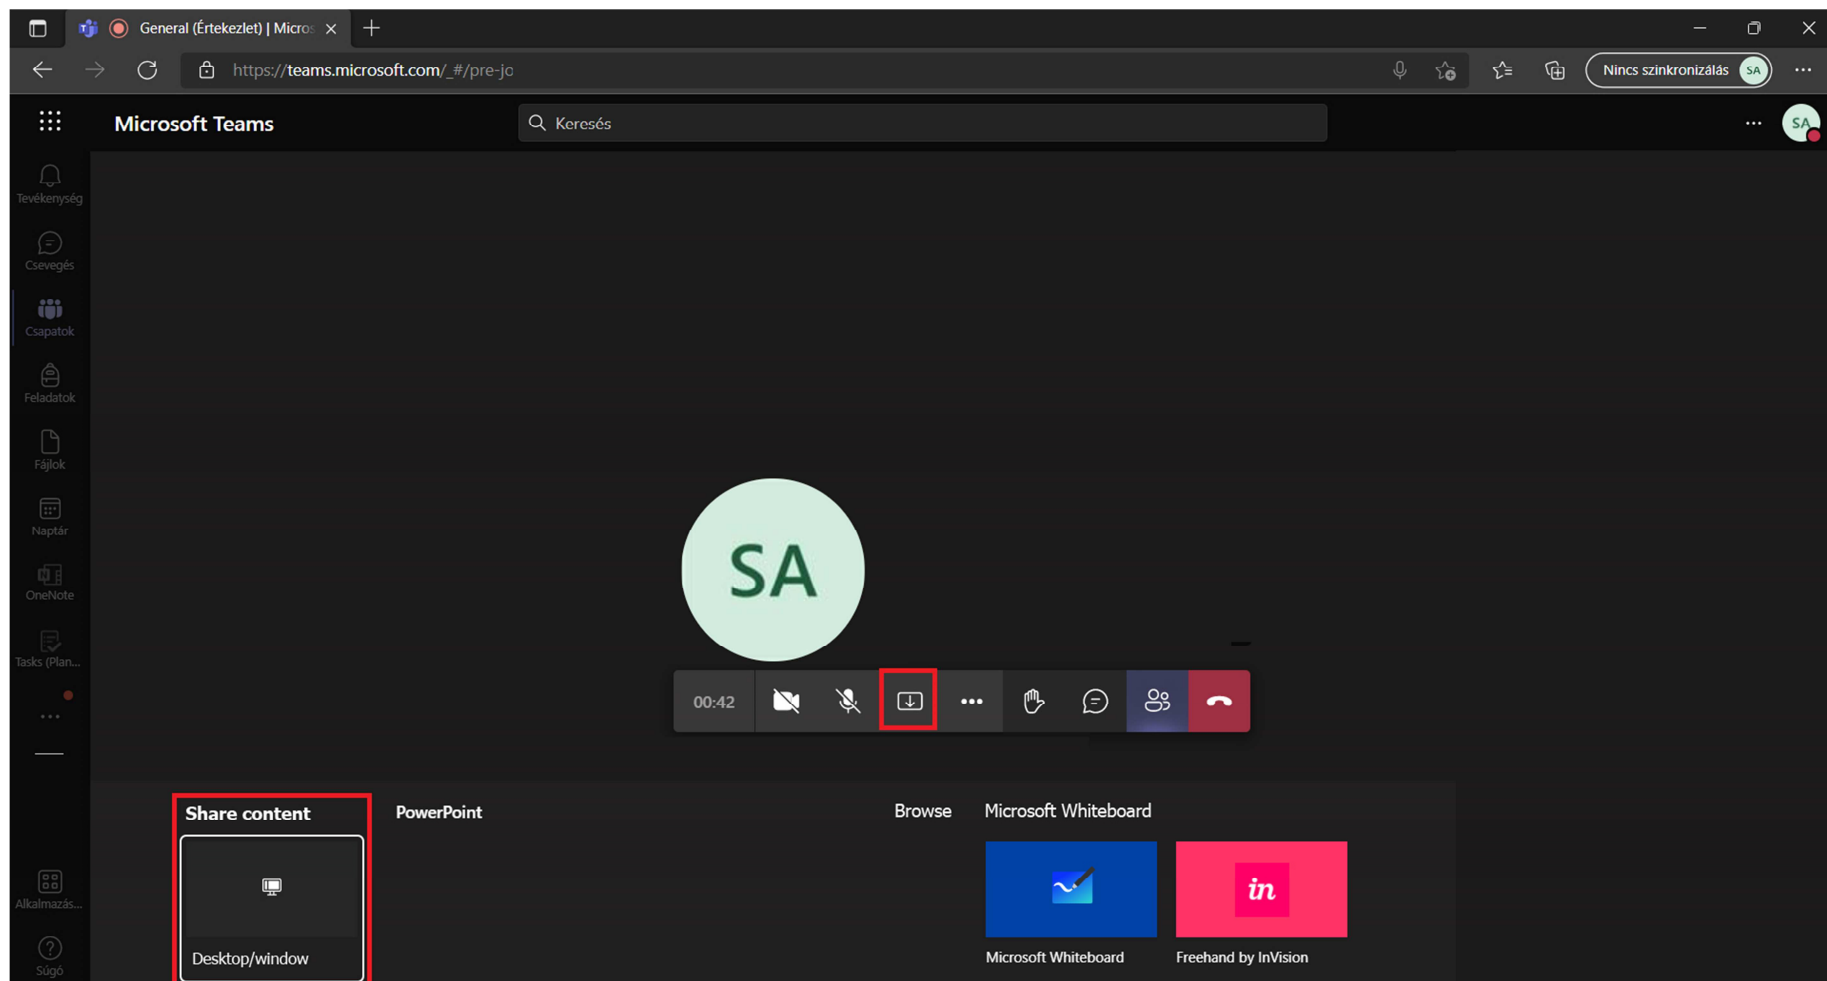 General (Értekezlet) | Micros
https://teams.microsoft.com/_#/pre-jo
Nincs szinkronizálás SA
Microsoft Teams
Keresés
SA
Tevékenység
Csevegés
Csapatok
Feladatok
Fájlok
Naptár
OneNote
Tasks (Plan...
Alkalmazás...
Súgó
SA
00:42
Share content
PowerPoint
Browse
Microsoft Whiteboard
in
Desktop/window
Microsoft Whiteboard
Freehand by InVision